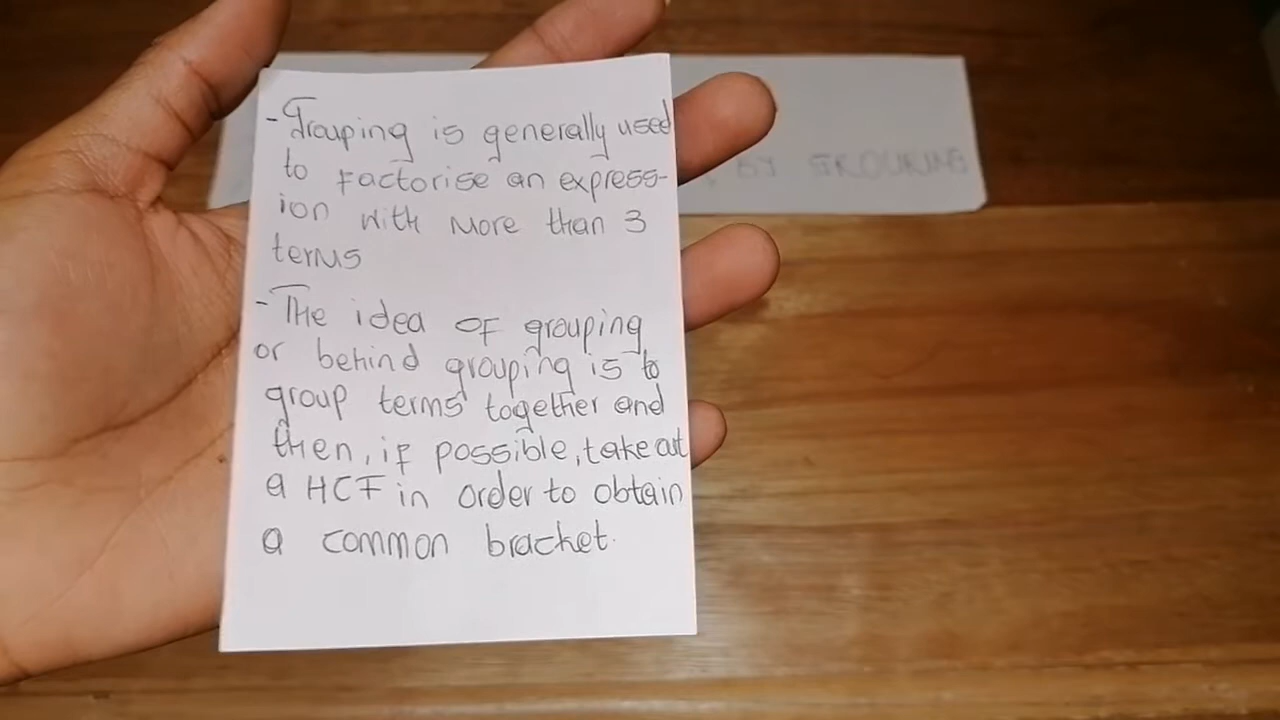 BY GROUPING
- Grouping is generally used
to factorise an express-
ion with more than 3
terms
- The idea of grouping
or behind grouping is to
group terms together and
then, if possible, take out
a HCF in order to obtain
a common bracket.